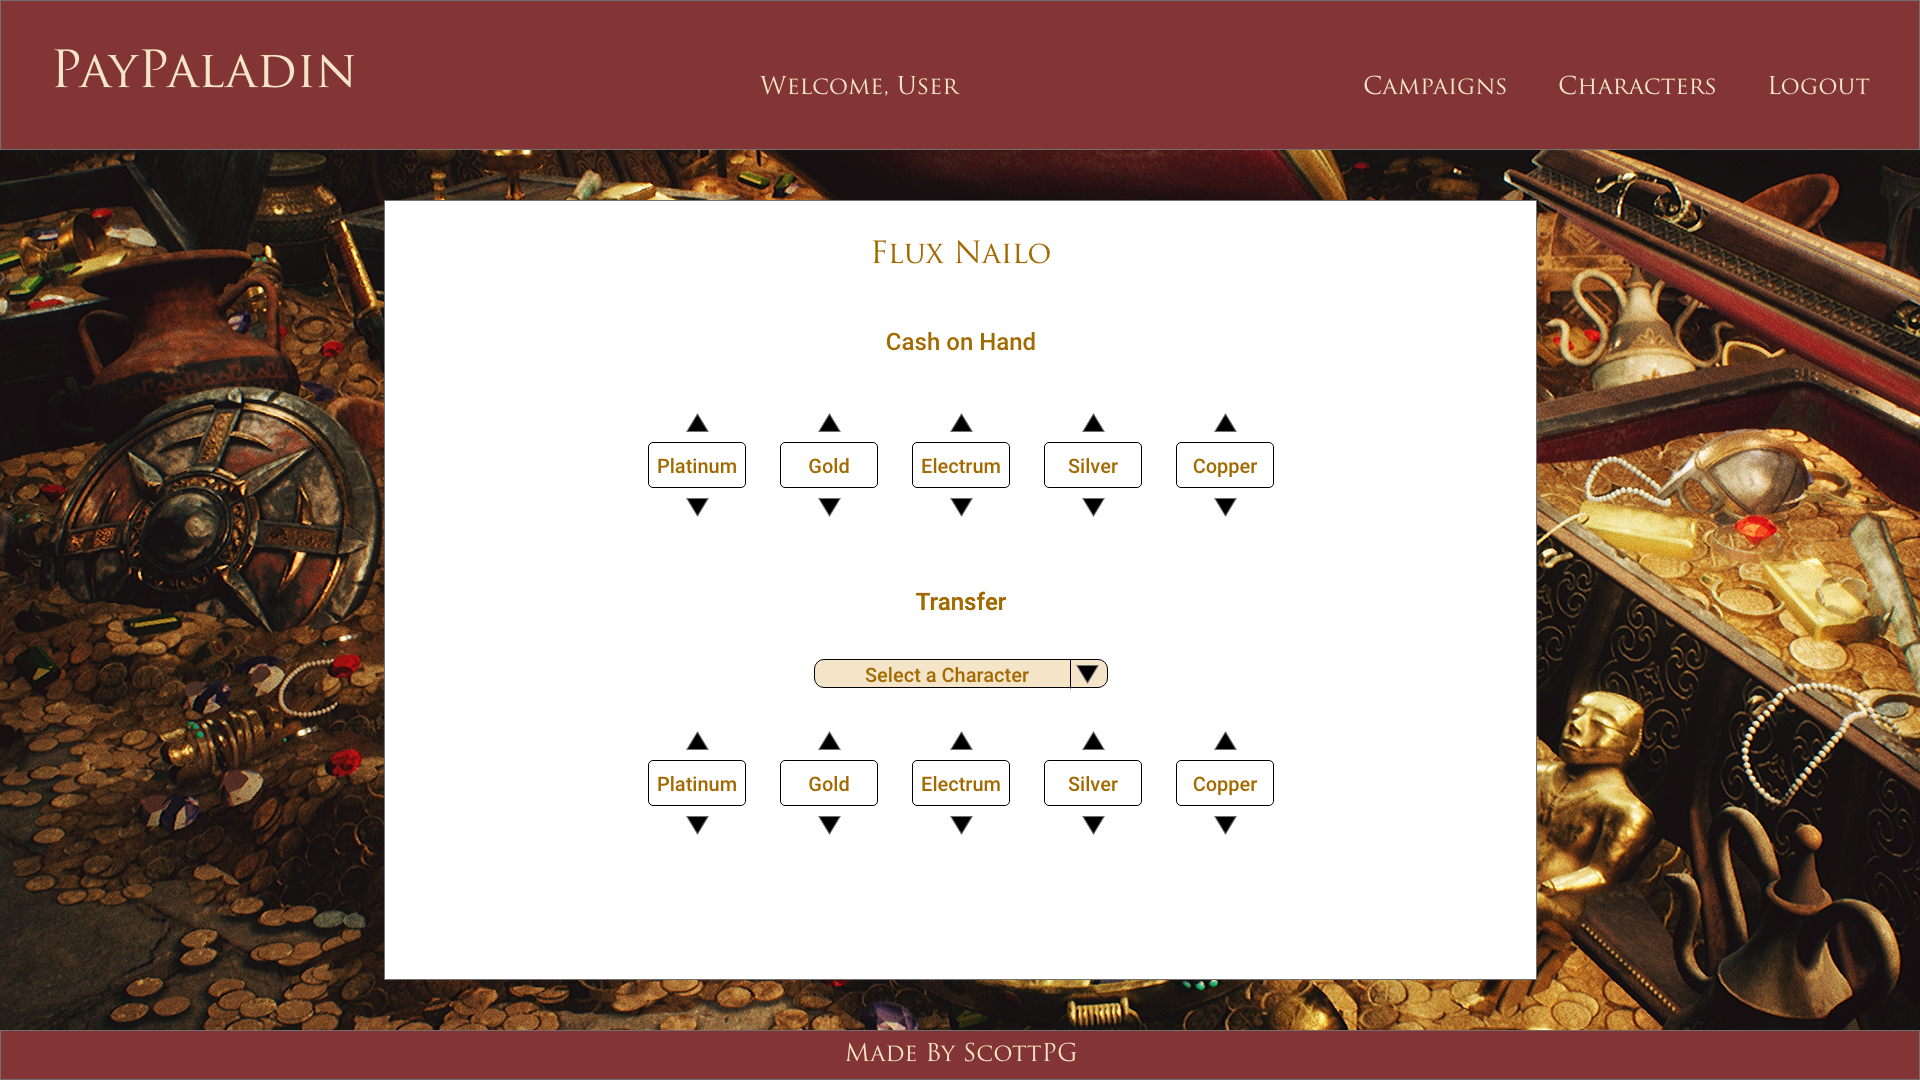 PayPaladin
Welcome, User
Campaigns Characters Logout
Flux Nailo
Cash on Hand
Platinum Gold Electrum Silver Copper
Transfer
Select a Character
Platinum Gold Electrum Silver Copper
Made By ScottPG